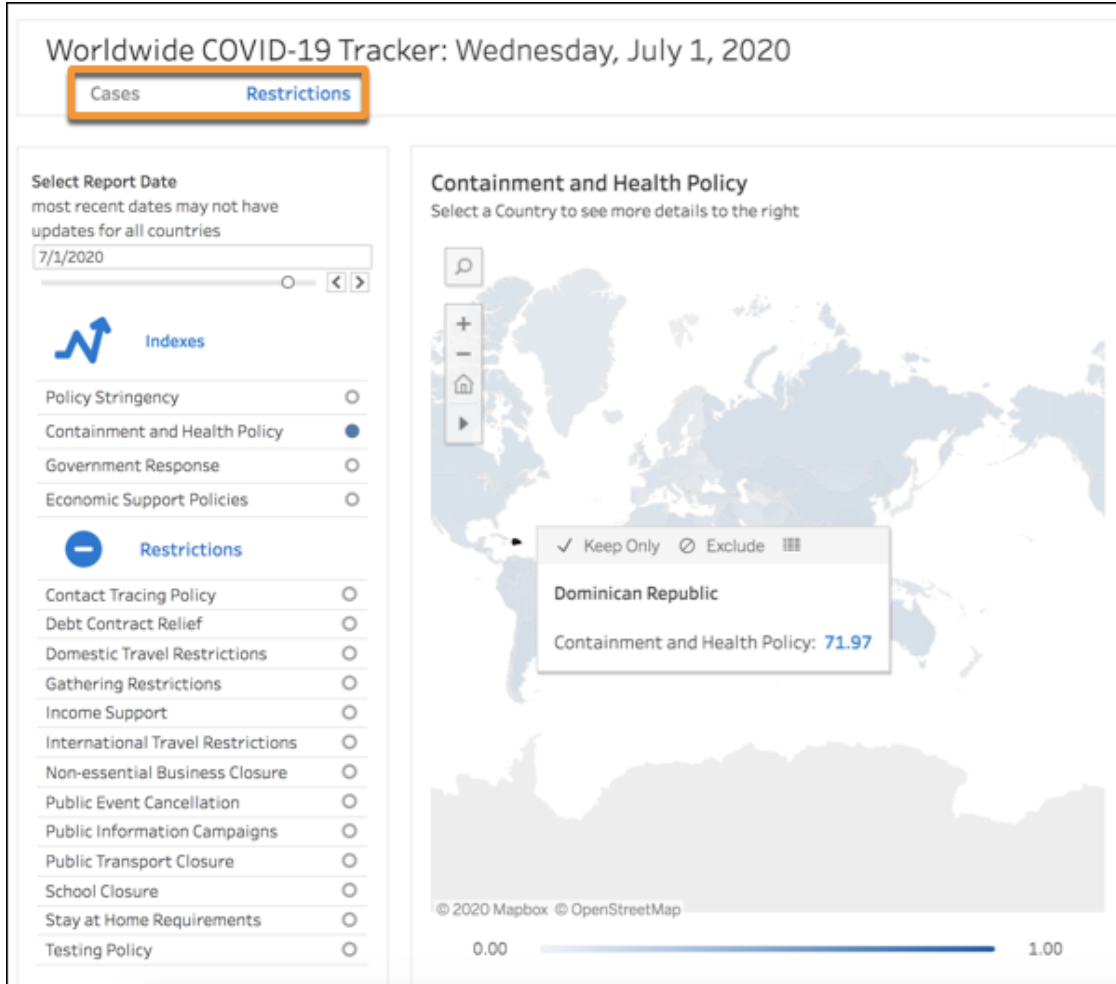 Worldwide COVID-19 Tracker: Wednesday, July 1, 2020
Cases Restrictions
Select Report Date
most recent dates may not have
updates for all countries
7/1/2020
Indexes
Policy Stringency
Containment and Health Policy
Government Response
Economic Support Policies
Restrictions
Contact Tracing Policy
Debt Contract Relief
Domestic Travel Restrictions
Gathering Restrictions
Income Support
International Travel Restrictions
Non-essential Business Closure
Public Event Cancellation
Public Information Campaigns
Public Transport Closure
School Closure
Stay at Home Requirements
Testing Policy
Containment and Health Policy
Select a Country to see more details to the right
Keep Only Exclude
Dominican Republic
Containment and Health Policy: 71.97
© 2020 Mapbox © OpenStreetMap
0.00 1.00